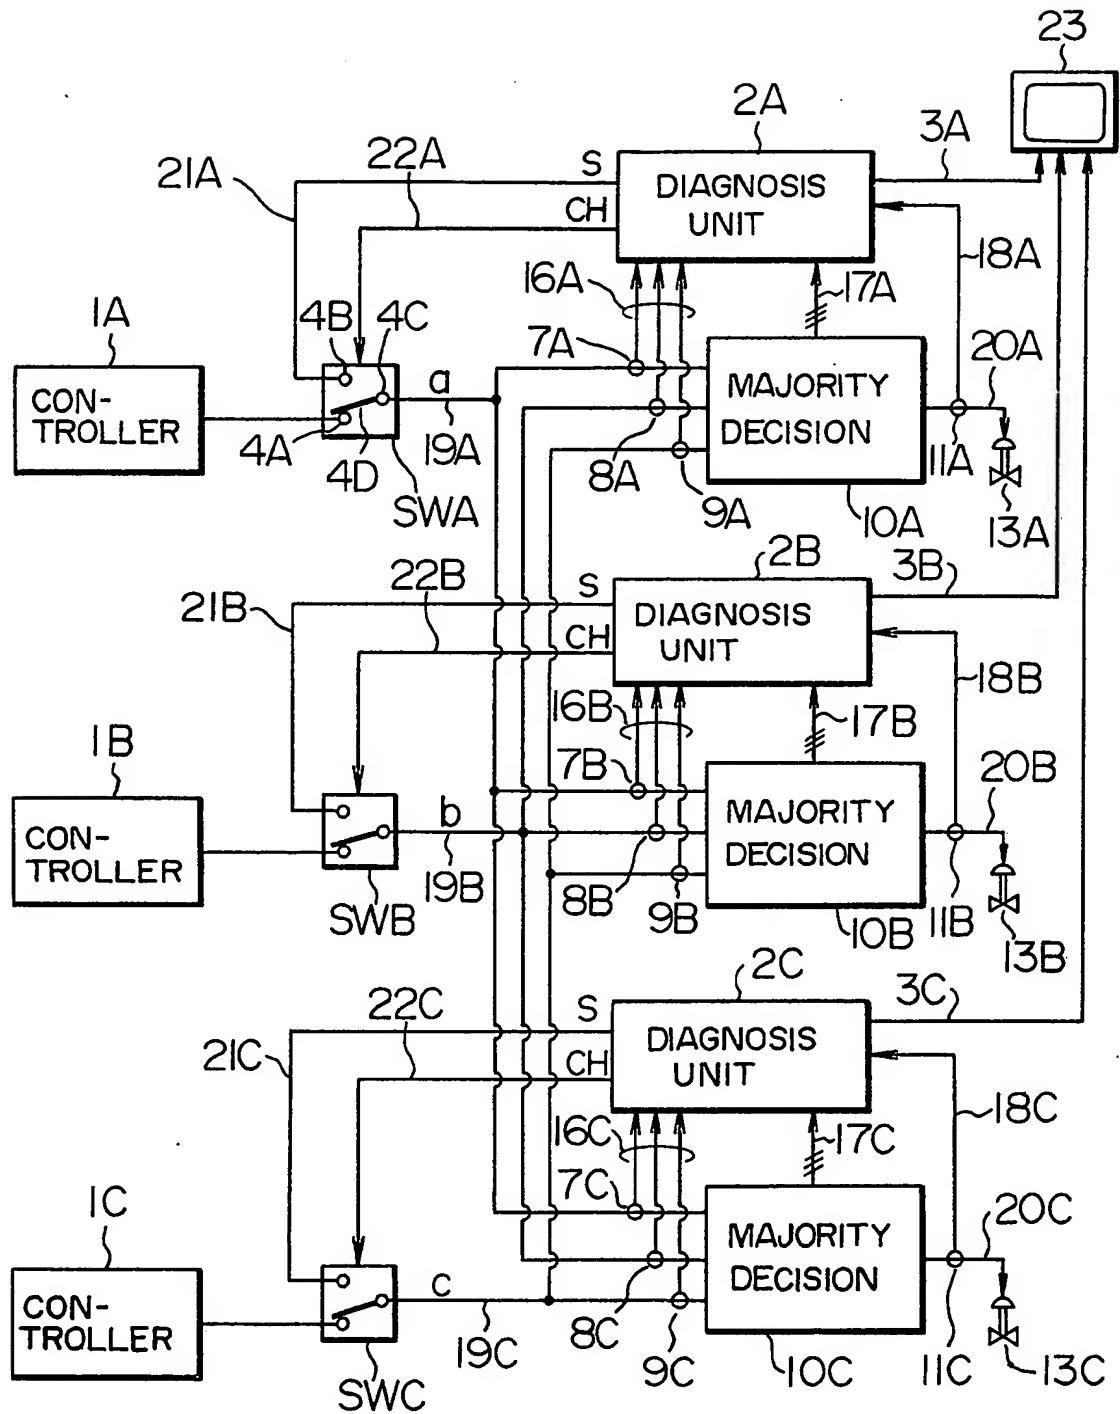 23
2A
3A
22A
S
21A
DIAGNOSIS
UNIT
CH
18A
16A
17A
1A
4B
4C
7A
20A
CON-
TROLLER
a
MAJORITY
DECISION
4A
4D
19A
8A
11A
SWA
9A
10A
13A
2B
3B
22B
S
21B
DIAGNOSIS
UNIT
CH
18B
16B
17B
1B
7B
20B
CON-
TROLLER
b
MAJORITY
DECISION
19B
8B
9B
11B
SWB
10B
13B
2C
3C
22C
S
21C
DIAGNOSIS
UNIT
CH
18C
16C
17C
1C
7C
20C
CON-
TROLLER
c
MAJORITY
DECISION
19C
8C
9C
10C
11C
13C
SWC